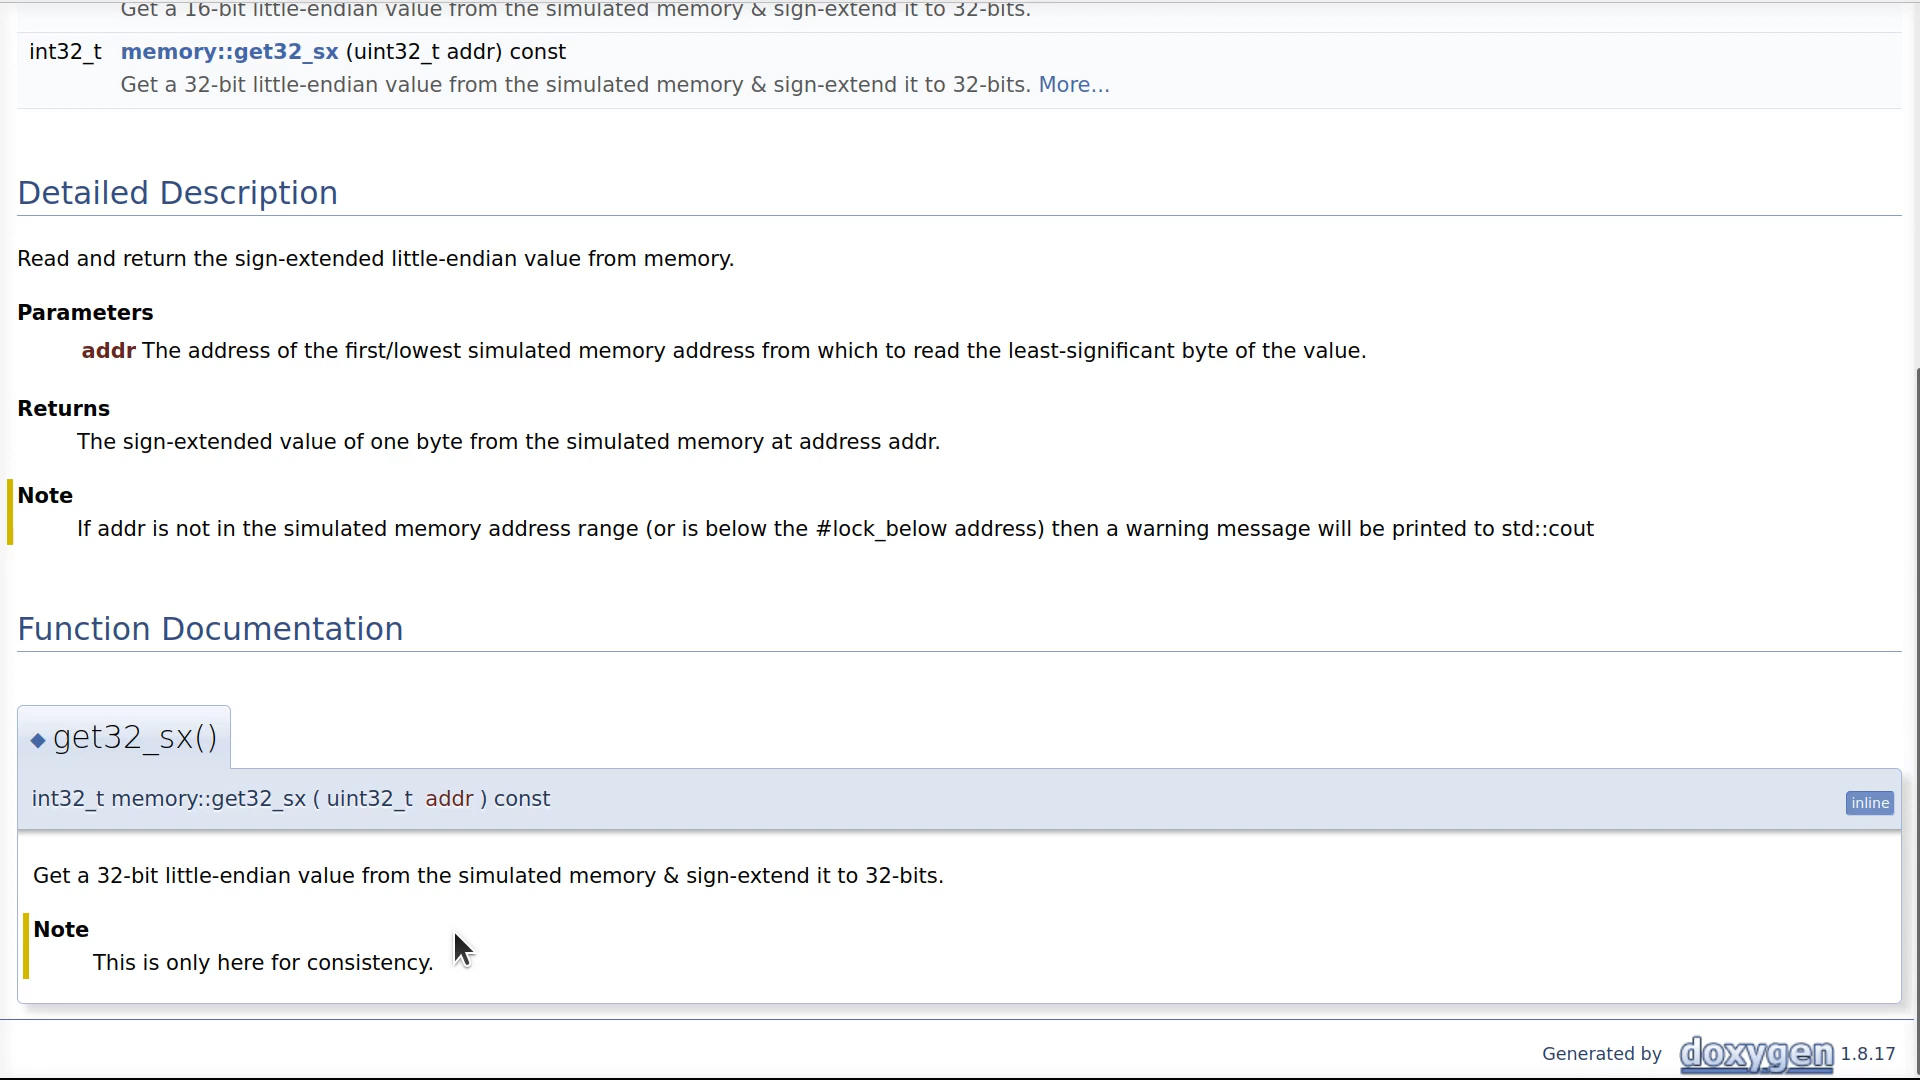 Get a 16-bit little-endian value from the simulated memory & sign-extend it to 32-bits.
int32_t memory::get32_sx (uint32_t addr) const
Get a 32-bit little-endian value from the simulated memory & sign-extend it to 32-bits. More...
Detailed Description
Read and return the sign-extended little-endian value from memory.
Parameters
addr The address of the first/lowest simulated memory address from which to read the least-significant byte of the value.
Returns
The sign-extended value of one byte from the simulated memory at address addr.
Note
If addr is not in the simulated memory address range (or is below the #lock_below address) then a warning message will be printed to std::cout
Function Documentation
◆ get32_sx()
int32_t memory::get32_sx ( uint32_t addr ) const
inline
Get a 32-bit little-endian value from the simulated memory & sign-extend it to 32-bits.
Note
This is only here for consistency.
Generated by doxygen 1.8.17